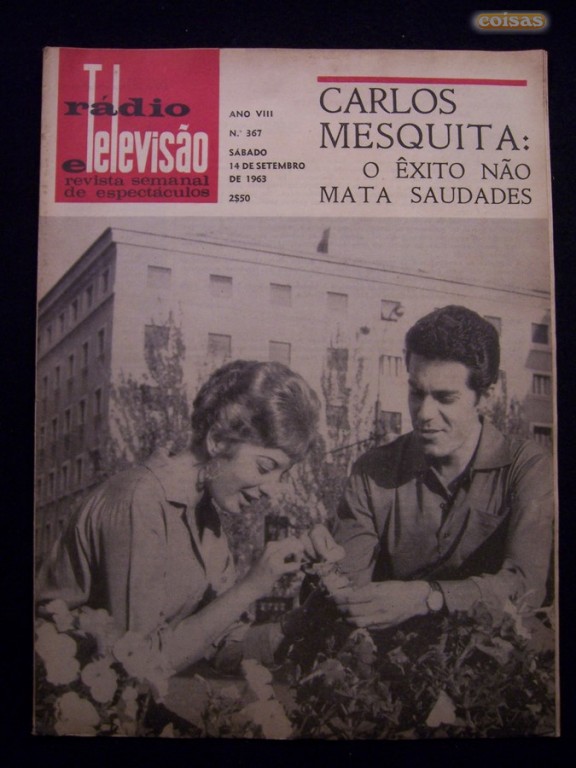 coisas
rádio
e Televisão
revista semanal
de espectáculos
ANO VIII
N.º 367
SÁBADO
14 DE SETEMBRO
DE 1963
2$50
CARLOS
MESQUITA:
O ÊXITO NÃO
MATA SAUDADES